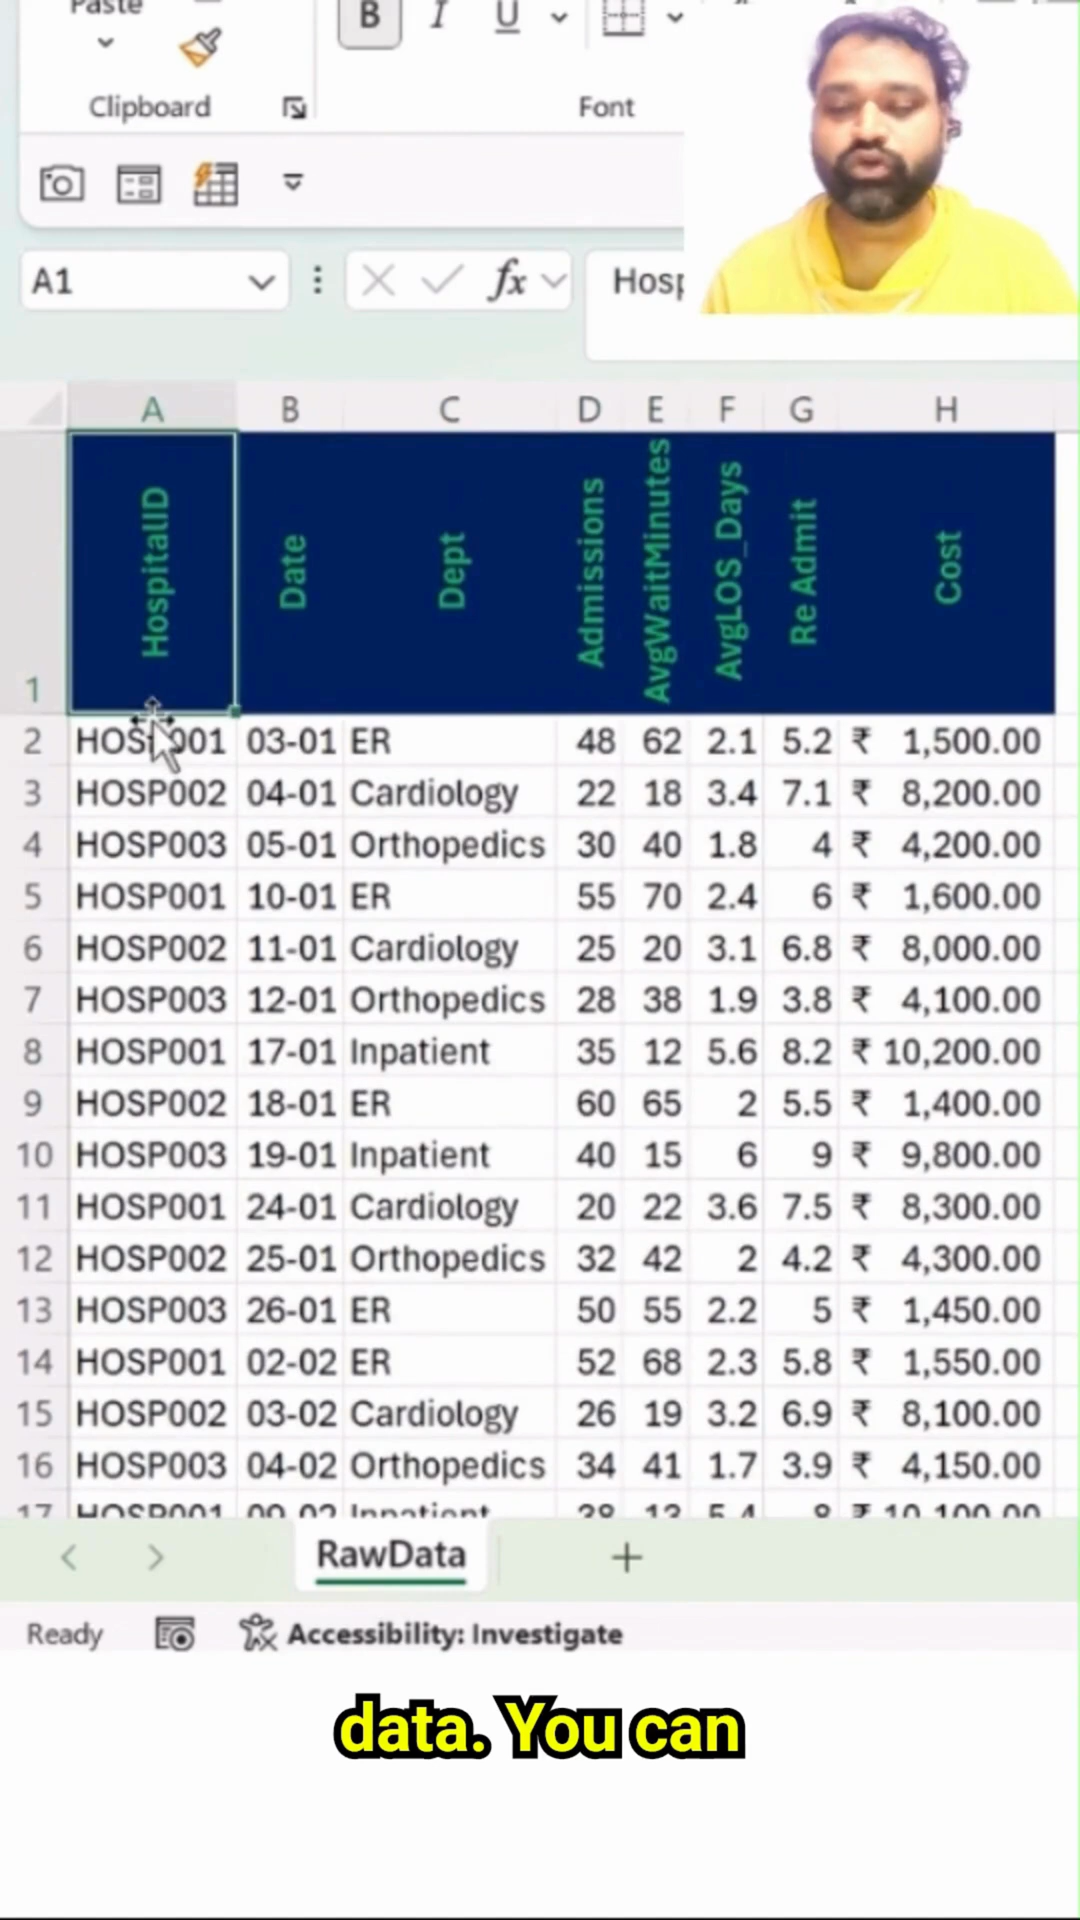 Paste
B I U
Clipboard
Font
A1
fx
Hosp
A B C D E F G H
1 HospitalID Date Dept Admissions AvgWaitMinutes AvgLOS_Days Re Admit Cost
2 HOSP001 03-01 ER 48 62 2.1 5.2 ₹ 1,500.00
3 HOSP002 04-01 Cardiology 22 18 3.4 7.1 ₹ 8,200.00
4 HOSP003 05-01 Orthopedics 30 40 1.8 4 ₹ 4,200.00
5 HOSP001 10-01 ER 55 70 2.4 6 ₹ 1,600.00
6 HOSP002 11-01 Cardiology 25 20 3.1 6.8 ₹ 8,000.00
7 HOSP003 12-01 Orthopedics 28 38 1.9 3.8 ₹ 4,100.00
8 HOSP001 17-01 Inpatient 35 12 5.6 8.2 ₹ 10,200.00
9 HOSP002 18-01 ER 60 65 2 5.5 ₹ 1,400.00
10 HOSP003 19-01 Inpatient 40 15 6 9 ₹ 9,800.00
11 HOSP001 24-01 Cardiology 20 22 3.6 7.5 ₹ 8,300.00
12 HOSP002 25-01 Orthopedics 32 42 2 4.2 ₹ 4,300.00
13 HOSP003 26-01 ER 50 55 2.2 5 ₹ 1,450.00
14 HOSP001 02-02 ER 52 68 2.3 5.8 ₹ 1,550.00
15 HOSP002 03-02 Cardiology 26 19 3.2 6.9 ₹ 8,100.00
16 HOSP003 04-02 Orthopedics 34 41 1.7 3.9 ₹ 4,150.00
17 HOSP001 09-02 Inpatient
RawData
Ready
Accessibility: Investigate
data. You can